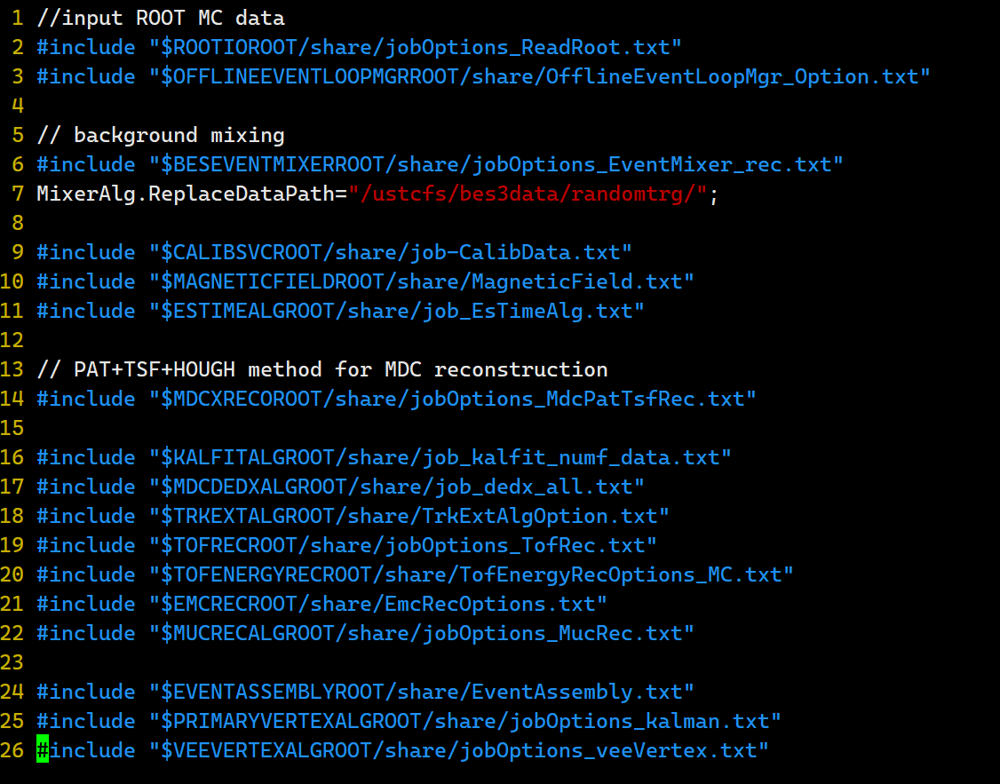 1 //input ROOT MC data
2 #include "$ROOTIOROOT/share/jobOptions_ReadRoot.txt"
3 #include "$OFFLINEEVENTLOOPMGRROOT/share/OfflineEventLoopMgr_Option.txt"
4
5 // background mixing
6 #include "$BESEVENTMIXERROOT/share/jobOptions_EventMixer_rec.txt"
7 MixerAlg.ReplaceDataPath="/ustcfs/bes3data/randomtrg/";
8
9 #include "$CALIBSVCROOT/share/job-CalibData.txt"
10 #include "$MAGNETICFIELDROOT/share/MagneticField.txt"
11 #include "$ESTIMEALGROOT/share/job_EsTimeAlg.txt"
12
13 // PAT+TSF+HOUGH method for MDC reconstruction
14 #include "$MDCXRECOROOT/share/jobOptions_MdcPatTsfRec.txt"
15
16 #include "$KALFITALGROOT/share/job_kalfit_numf_data.txt"
17 #include "$MDCDEDXALGROOT/share/job_dedx_all.txt"
18 #include "$TRKEXTALGROOT/share/TrkExtAlgOption.txt"
19 #include "$TOFRECROOT/share/jobOptions_TofRec.txt"
20 #include "$TOFENERGYRECROOT/share/TofEnergyRecOptions_MC.txt"
21 #include "$EMCRECROOT/share/EmcRecOptions.txt"
22 #include "$MUCRECALGROOT/share/jobOptions_MucRec.txt"
23
24 #include "$EVENTASSEMBLYROOT/share/EventAssembly.txt"
25 #include "$PRIMARYVERTEXALGROOT/share/jobOptions_kalman.txt"
26 #include "$VEEVERTEXALGROOT/share/jobOptions_veeVertex.txt"